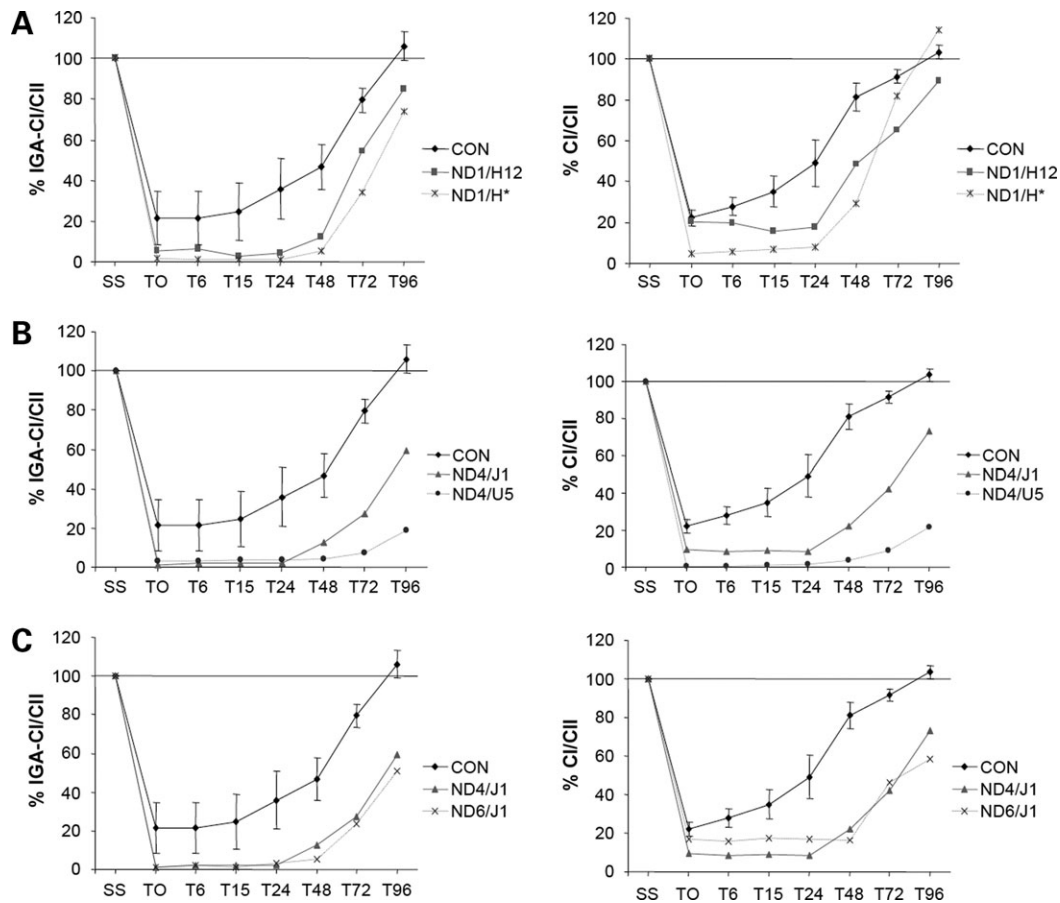 A
% IGA-CI/CII
120
100
80
60
40
20
0
SS TO T6 T15 T24 T48 T72 T96
CON
ND1/H12
ND1/H*
% CI/CII
120
100
80
60
40
20
0
SS TO T6 T15 T24 T48 T72 T96
CON
ND1/H12
ND1/H*
B
% IGA-CI/CII
120
100
80
60
40
20
0
SS TO T6 T15 T24 T48 T72 T96
CON
ND4/J1
ND4/U5
% CI/CII
120
100
80
60
40
20
0
SS TO T6 T15 T24 T48 T72 T96
CON
ND4/J1
ND4/U5
C
% IGA-CI/CII
120
100
80
60
40
20
0
SS TO T6 T15 T24 T48 T72 T96
CON
ND4/J1
ND6/J1
% CI/CII
120
100
80
60
40
20
0
SS TO T6 T15 T24 T48 T72 T96
CON
ND4/J1
ND6/J1